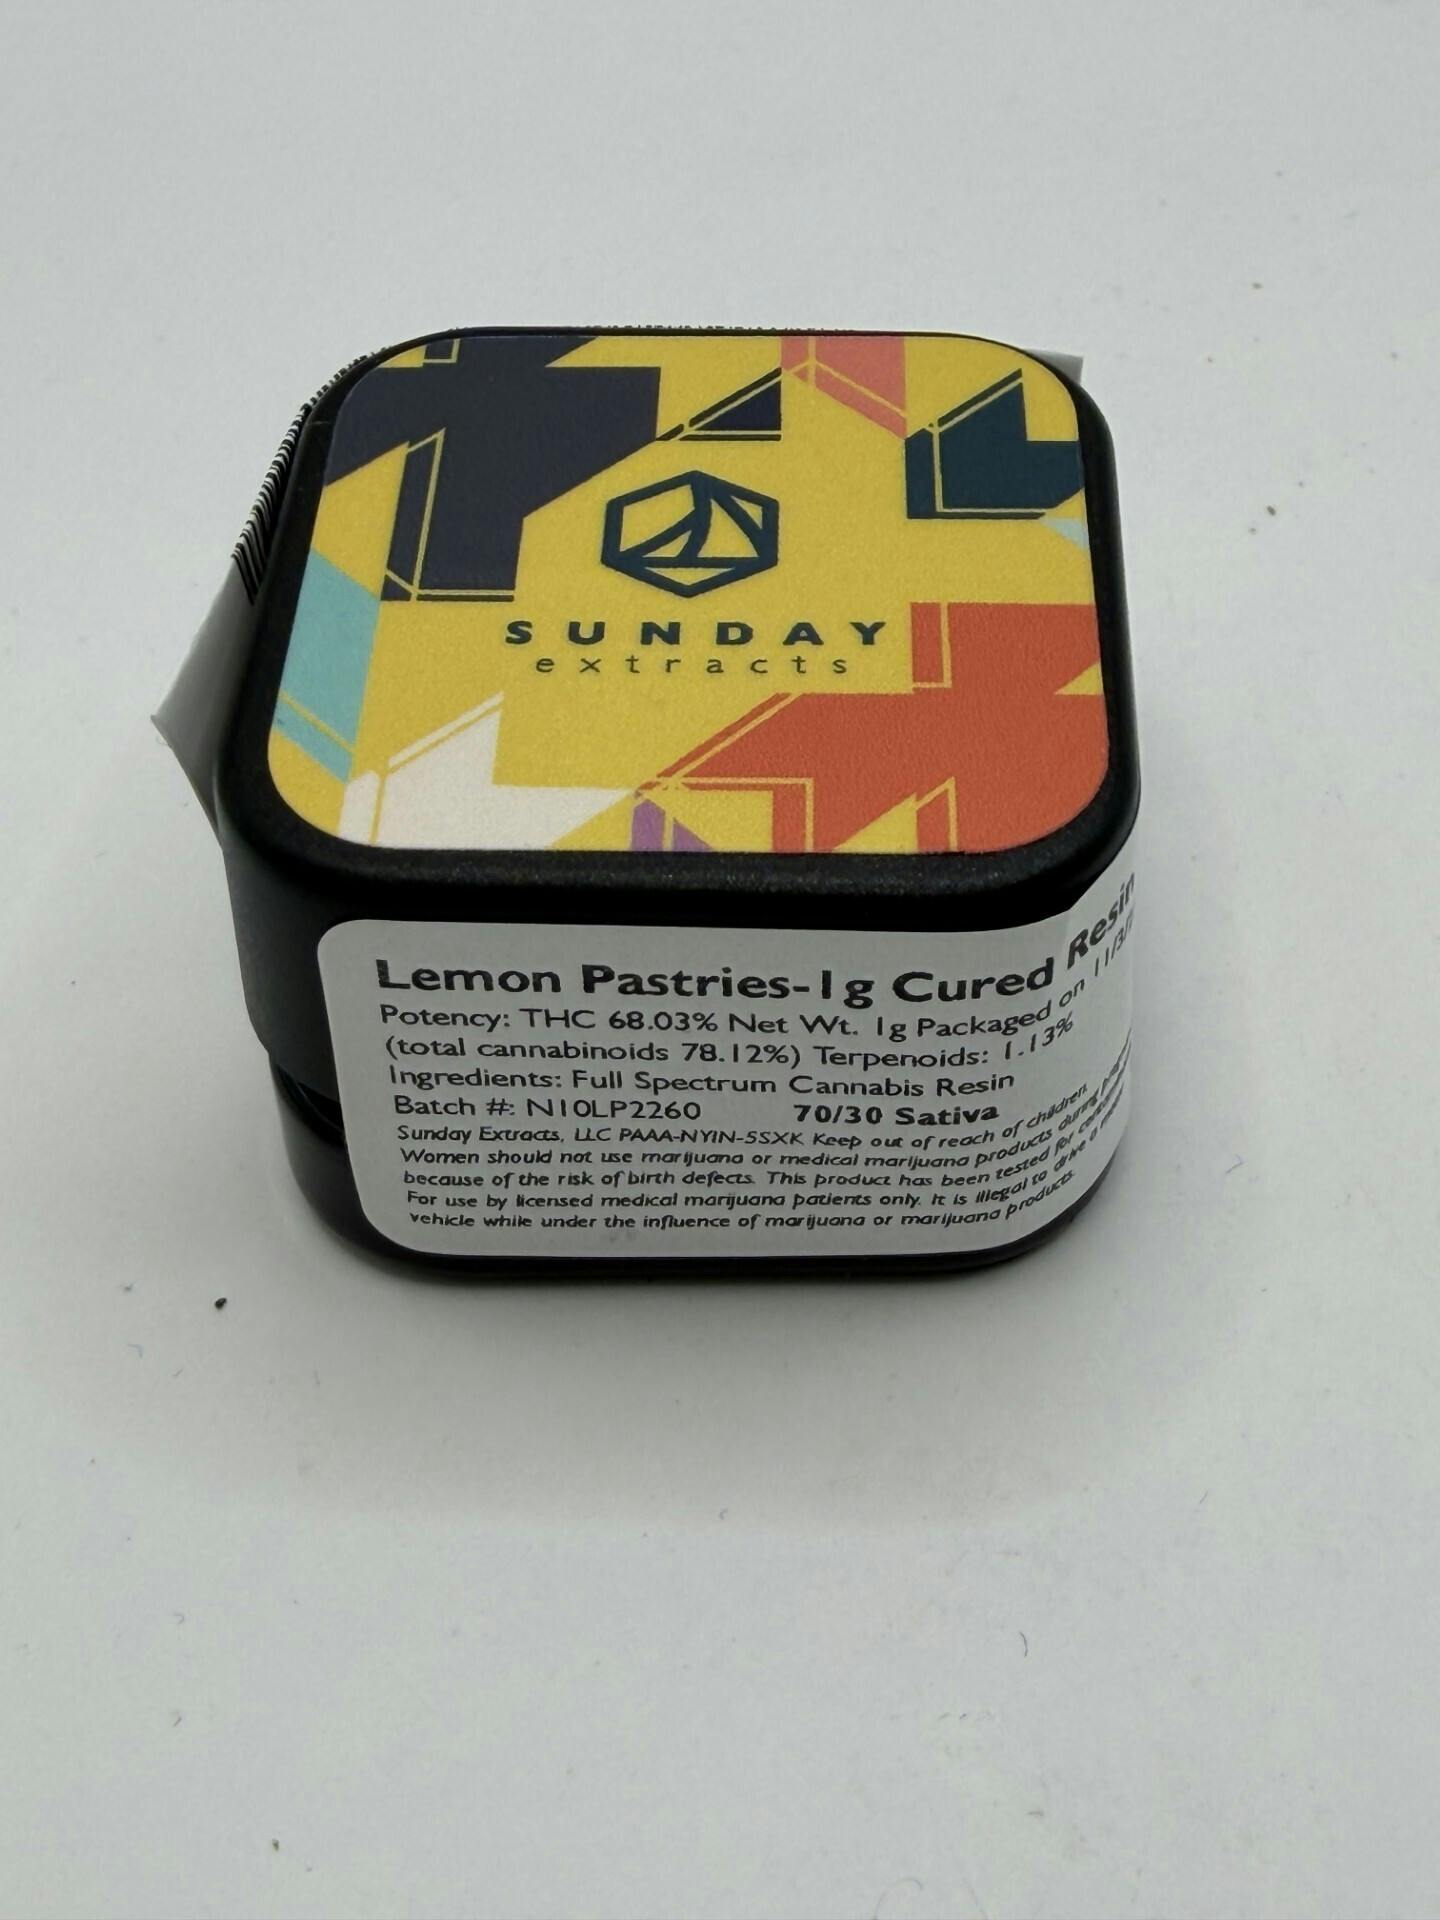 SUNDAY
extracts
Lemon Pastries-1g Cured Resin
Potency: THC 68.03% Net Wt. 1g Packaged on 11/3/
(total cannabinoids 78.12%) Terpenoids: 1.13%
Ingredients: Full Spectrum Cannabis Resin
Batch #: N10LP2260 70/30 Sativa
Sunday Extracts, LLC PAAA-NYIN-5SXK Keep out of reach of children.
Women should not use marijuana or medical marijuana products during
because of the risk of birth defects. This product has been tested for
For use by licensed medical marijuana patients only. It is illegal to drive a
vehicle while under the influence of marijuana or marijuana products.